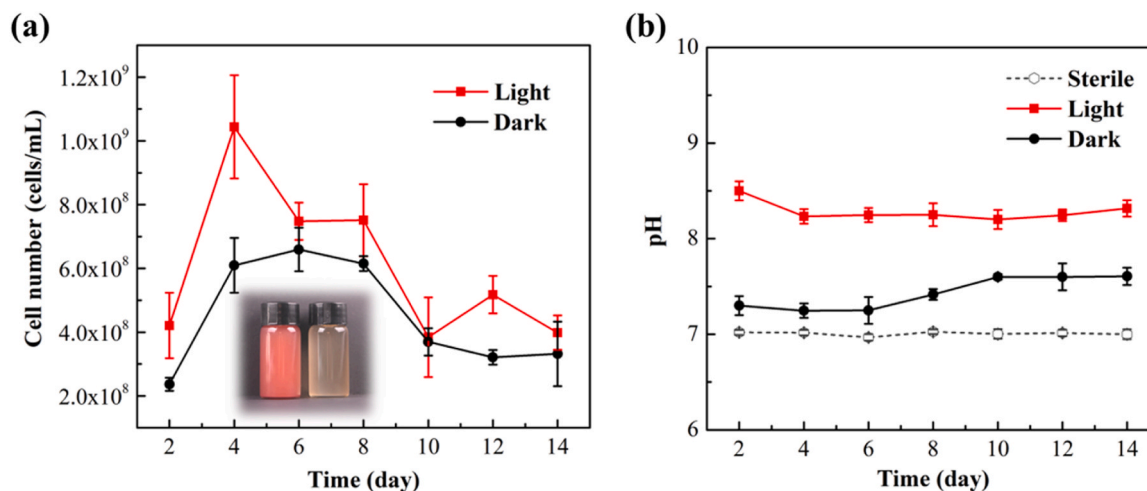 (a)
Cell number (cells/mL)
1.2x10⁹
1.0x10⁹
8.0x10⁸
6.0x10⁸
4.0x10⁸
2.0x10⁸
Light
Dark
2 4 6 8 10 12 14
Time (day)
(b)
pH
10
9
8
7
6
Sterile
Light
Dark
2 4 6 8 10 12 14
Time (day)